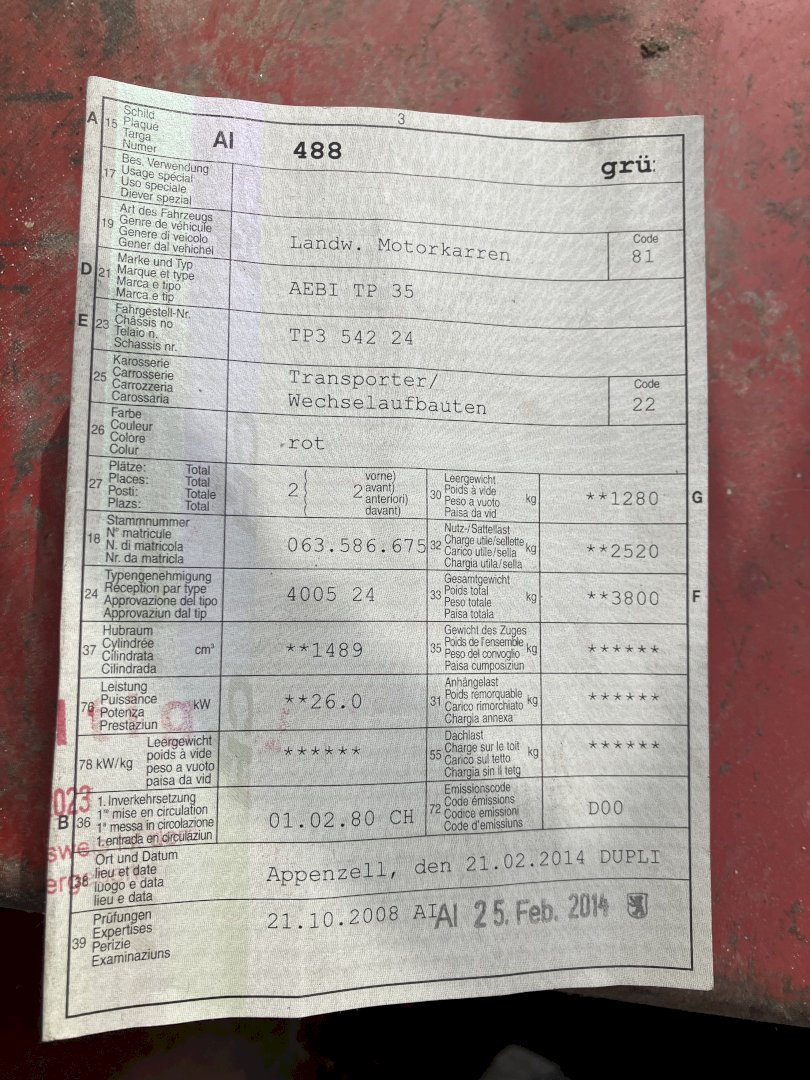 3
A 15 Schild
Plaque
Targa
Numer
AI 488 grü:
17 Bes. Verwendung
Usage spécial
Uso speciale
Diever spezial
19 Art des Fahrzeugs
Genre de véhicule
Genere di veicolo
Gener dal vehichel
Landw. Motorkarren
Code
81
D 21 Marke und Typ
Marque et type
Marca e tipo
Marca e tip
AEBI TP 35
E 23 Fahrgestell-Nr.
Châssis no
Telaio n.
Schassis nr.
TP3 542 24
25 Karosserie
Carrosserie
Carrozzeria
Carossaria
Transporter/
Wechselaufbauten
Code
22
26 Farbe
Couleur
Colore
Colur
rot
27 Plätze: Total
Places: Total
Posti: Totale
Plazs: Total
2 2 vorne)
avant)
anteriori)
davant)
30 Leergewicht
Poids à vide
Peso a vuoto
Paisa da vid
kg **1280 G
18 Stammnummer
N° matricule
N. di matricola
Nr. da matricla
063.586.675
32 Nutz-/Sattellast
Charge utile/sellette
Carico utile/sella
Chargia utila/sella
kg **2520
24 Typengenehmigung
Réception par type
Approvazione del tipo
Approvaziun dal tip
4005 24
33 Gesamtgewicht
Poids total
Peso totale
Paisa totala
kg **3800 F
37 Hubraum
Cylindrée
Cilindrata
Cilindrada
cm³ **1489
35 Gewicht des Zuges
Poids de l'ensemble
Peso del convoglio
Paisa cumposiziun
kg ******
76 Leistung
Puissance
Potenza
Prestaziun
kW **26.0
31 Anhängelast
Poids remorquable
Carico rimorchiato
Chargia annexa
kg ******
78 kW/kg Leergewicht
poids à vide
peso a vuoto
paisa da vid
******
55 Dachlast
Charge sur le toit
Carico sul tetto
Chargia sin il tetg
kg ******
023
B 36 1. Inverkehrsetzung
1re mise en circulation
1a messa in circolazione
1. entrada en circulaziun
01.02.80 CH
72 Emissionscode
Code émissions
Codice emissioni
Code d'emissiuns
D00
38 Ort und Datum
lieu et date
luogo e data
lieu e data
Appenzell, den 21.02.2014 DUPLI
39 Prüfungen
Expertises
Perizie
Examinaziuns
21.10.2008 AI AI 25. Feb. 2014